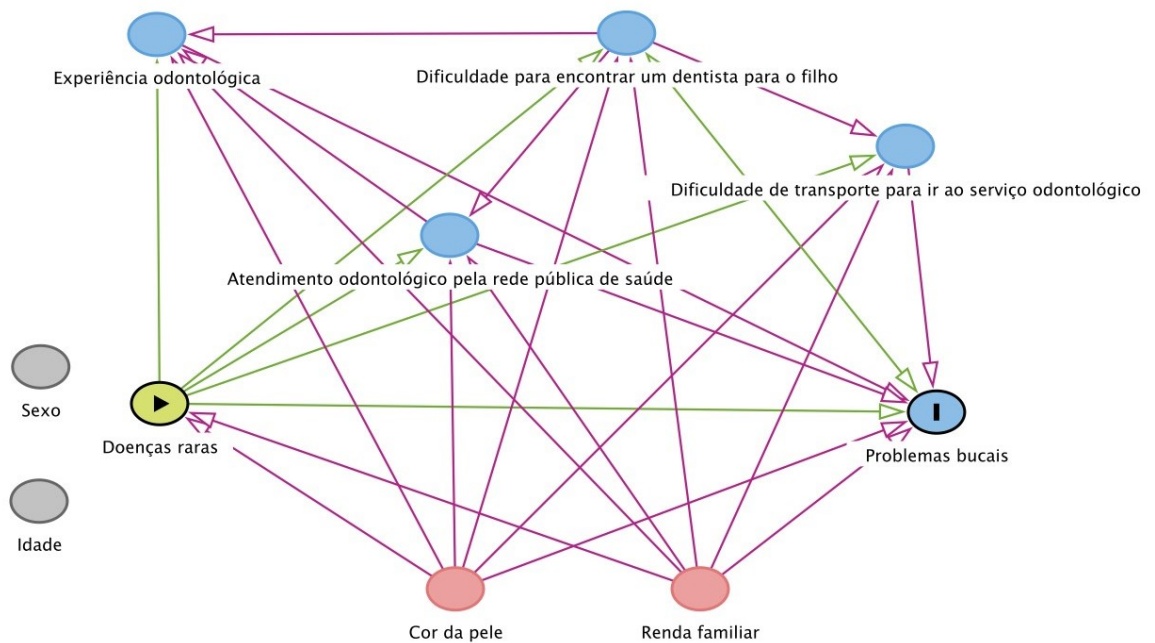 Experiência odontológica
Dificuldade para encontrar um dentista para o filho
Dificuldade de transporte para ir ao serviço odontológico
Atendimento odontológico pela rede pública de saúde
Sexo
Doenças raras
Problemas bucais
Idade
Cor da pele
Renda familiar